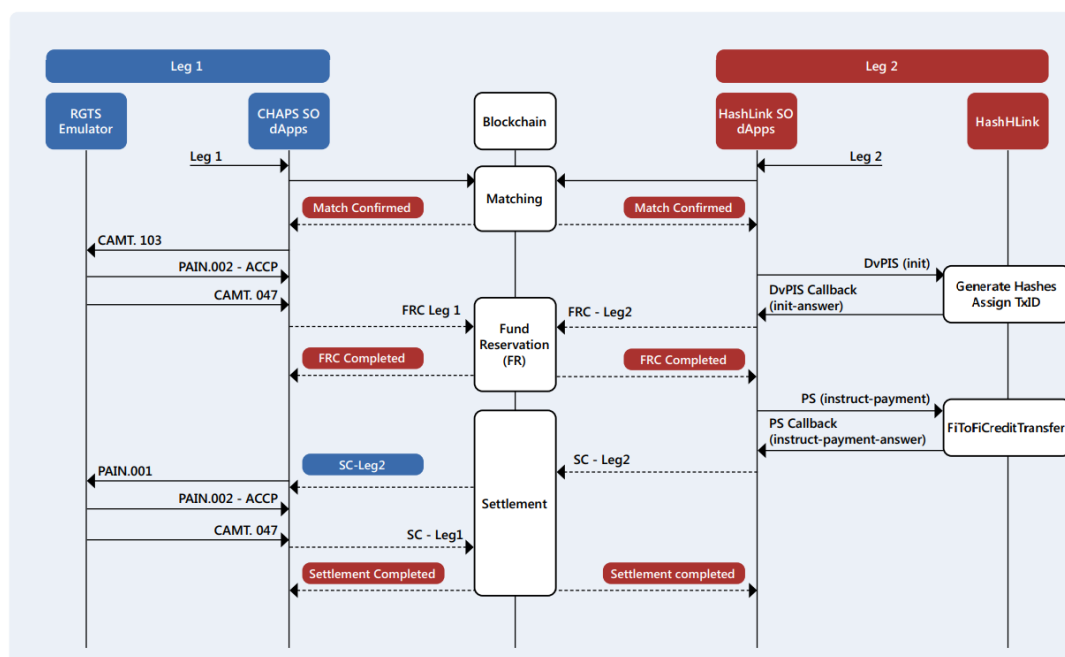 Leg 1
Leg 2
RGTS
Emulator
CHAPS SO
dApps
Blockchain
HashLink SO
dApps
HashHLink
Leg 1
Leg 2
Matching
Match Confirmed
Match Confirmed
CAMT. 103
PAIN.002 - ACCP
DvPIS (init)
CAMT. 047
DvPIS Callback
(init-answer)
Generate Hashes
Assign TxID
FRC Leg 1
FRC - Leg2
Fund
Reservation
(FR)
FRC Completed
FRC Completed
PS (instruct-payment)
PS Callback
(instruct-payment-answer)
FiToFiCreditTransfer
SC-Leg2
SC - Leg2
PAIN.001
PAIN.002 - ACCP
Settlement
CAMT. 047
SC - Leg1
Settlement Completed
Settlement completed